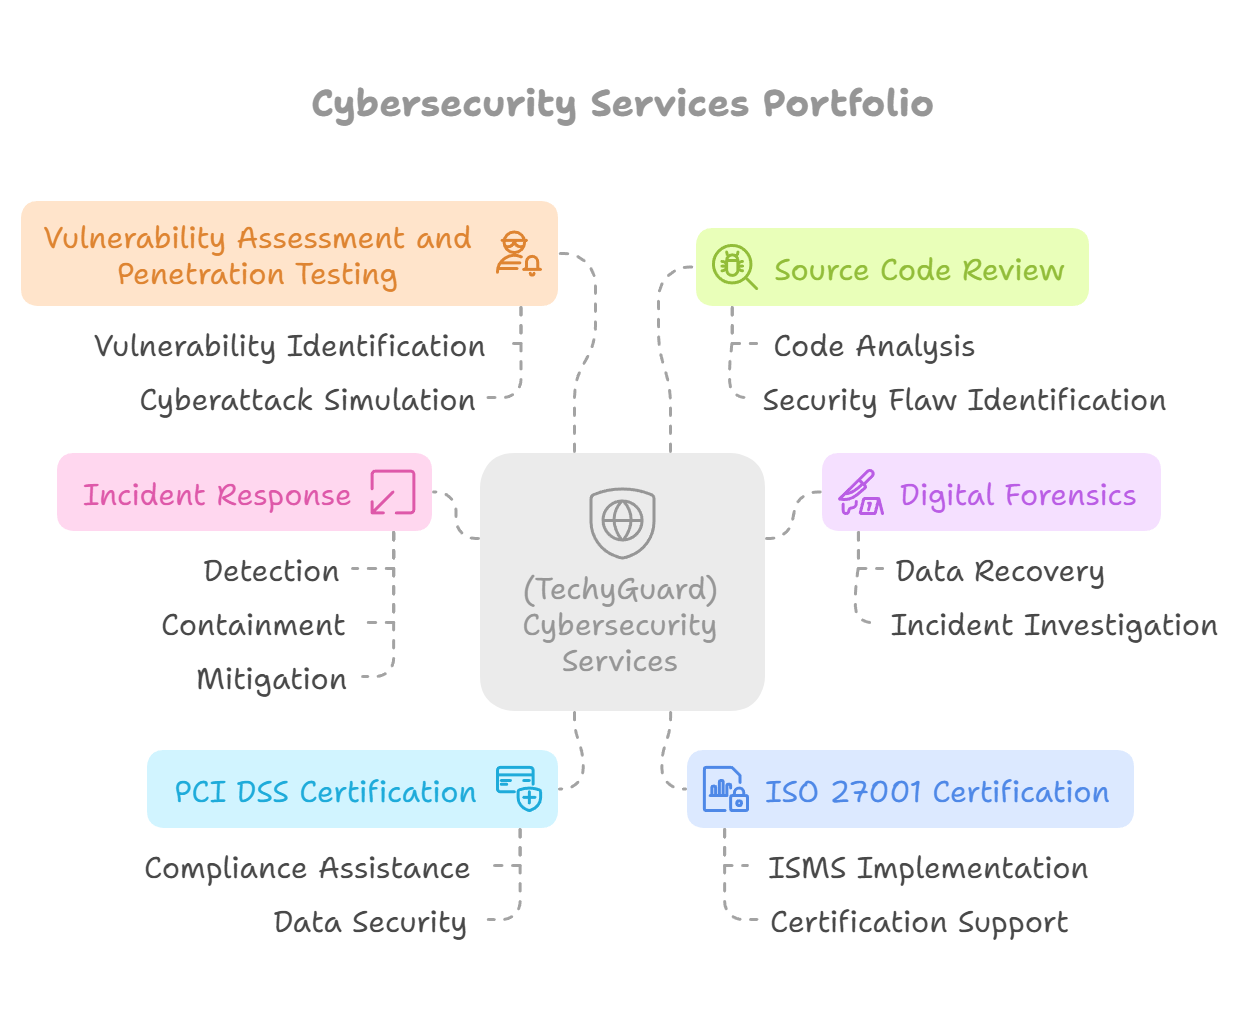 Cybersecurity Services Portfolio
Vulnerability Assessment and
Penetration Testing
Vulnerability Identification
Cyberattack Simulation
Source Code Review
Code Analysis
Security Flaw Identification
Incident Response
Detection
Containment
Mitigation
(TechyGuard)
Cybersecurity
Services
Digital Forensics
Data Recovery
Incident Investigation
PCI DSS Certification
Compliance Assistance
Data Security
ISO 27001 Certification
ISMS Implementation
Certification Support